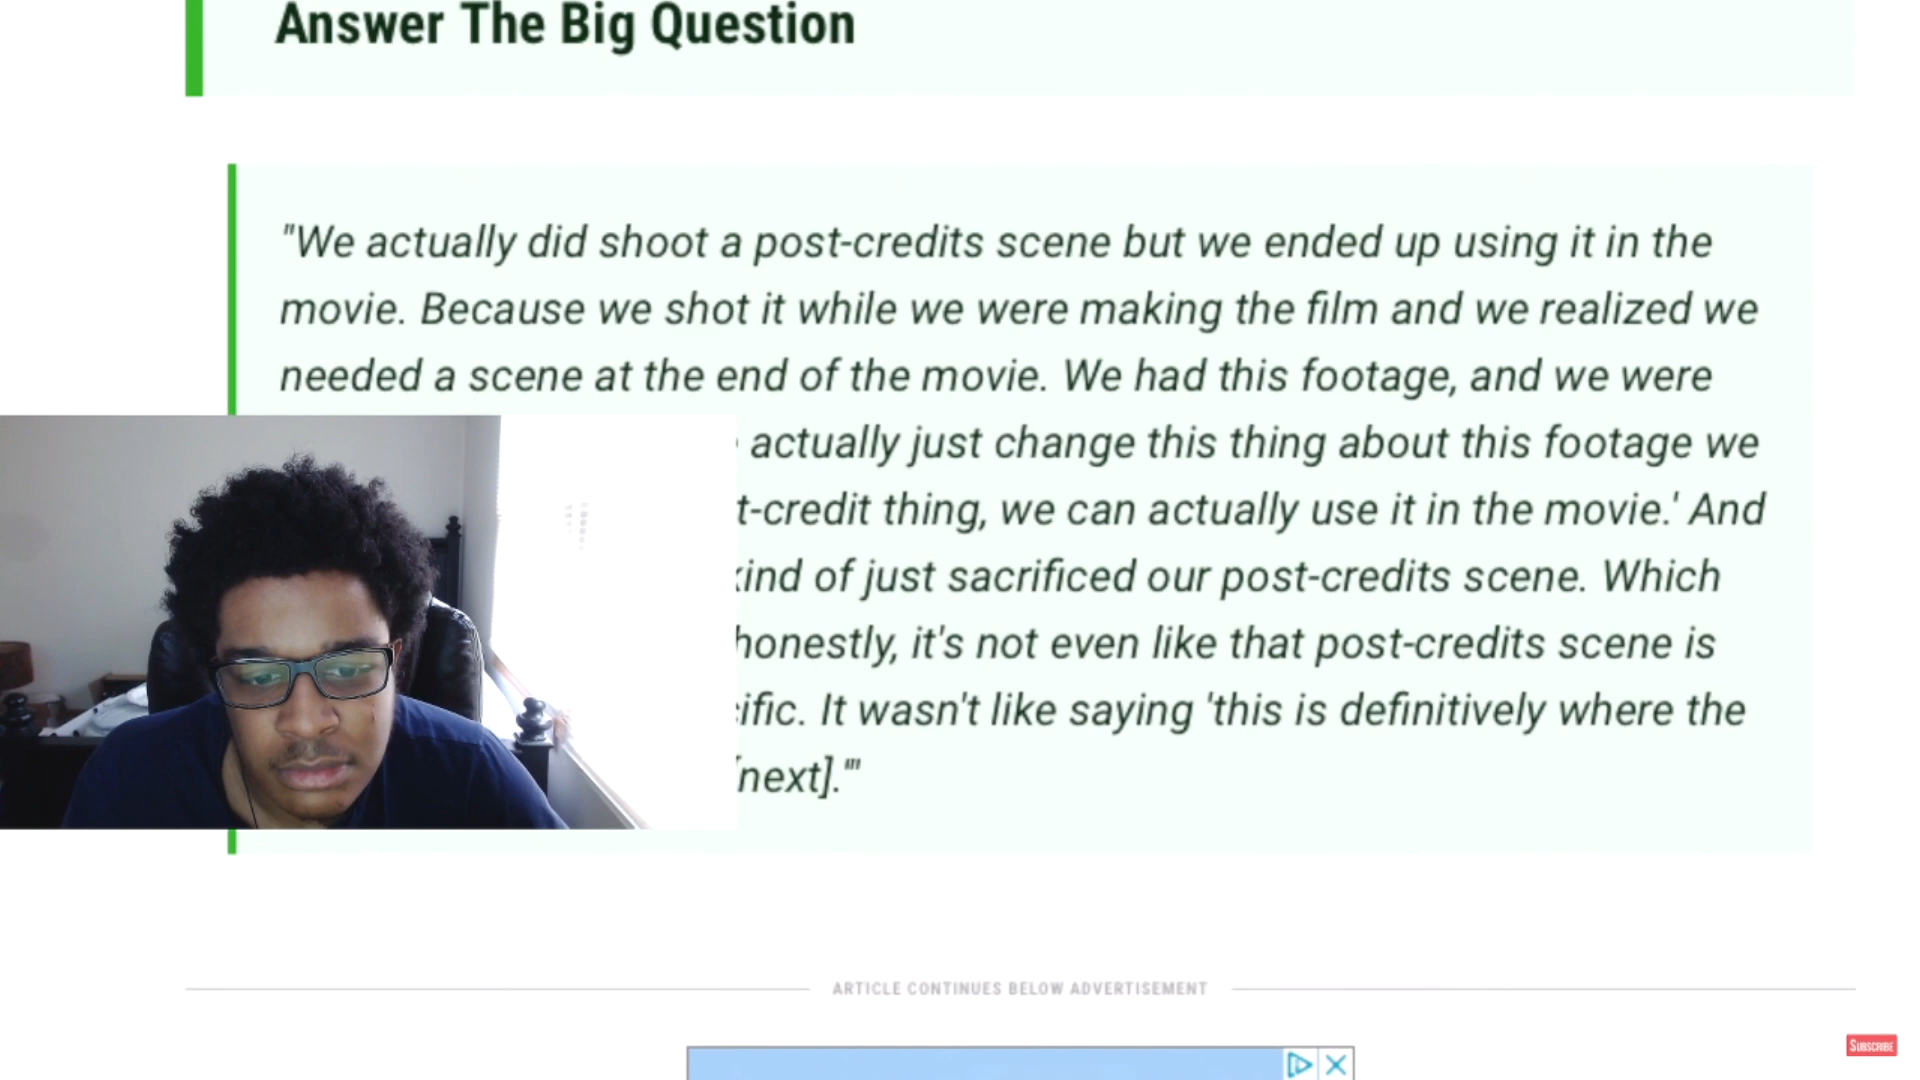 Answer The Big Question
"We actually did shoot a post-credits scene but we ended up using it in the
movie. Because we shot it while we were making the film and we realized we
needed a scene at the end of the movie. We had this footage, and we were
actually just change this thing about this footage we
t-credit thing, we can actually use it in the movie.' And
kind of just sacrificed our post-credits scene. Which
honestly, it's not even like that post-credits scene is
ific. It wasn't like saying 'this is definitively where the
[next].'"
ARTICLE CONTINUES BELOW ADVERTISEMENT
SUBSCRIBE